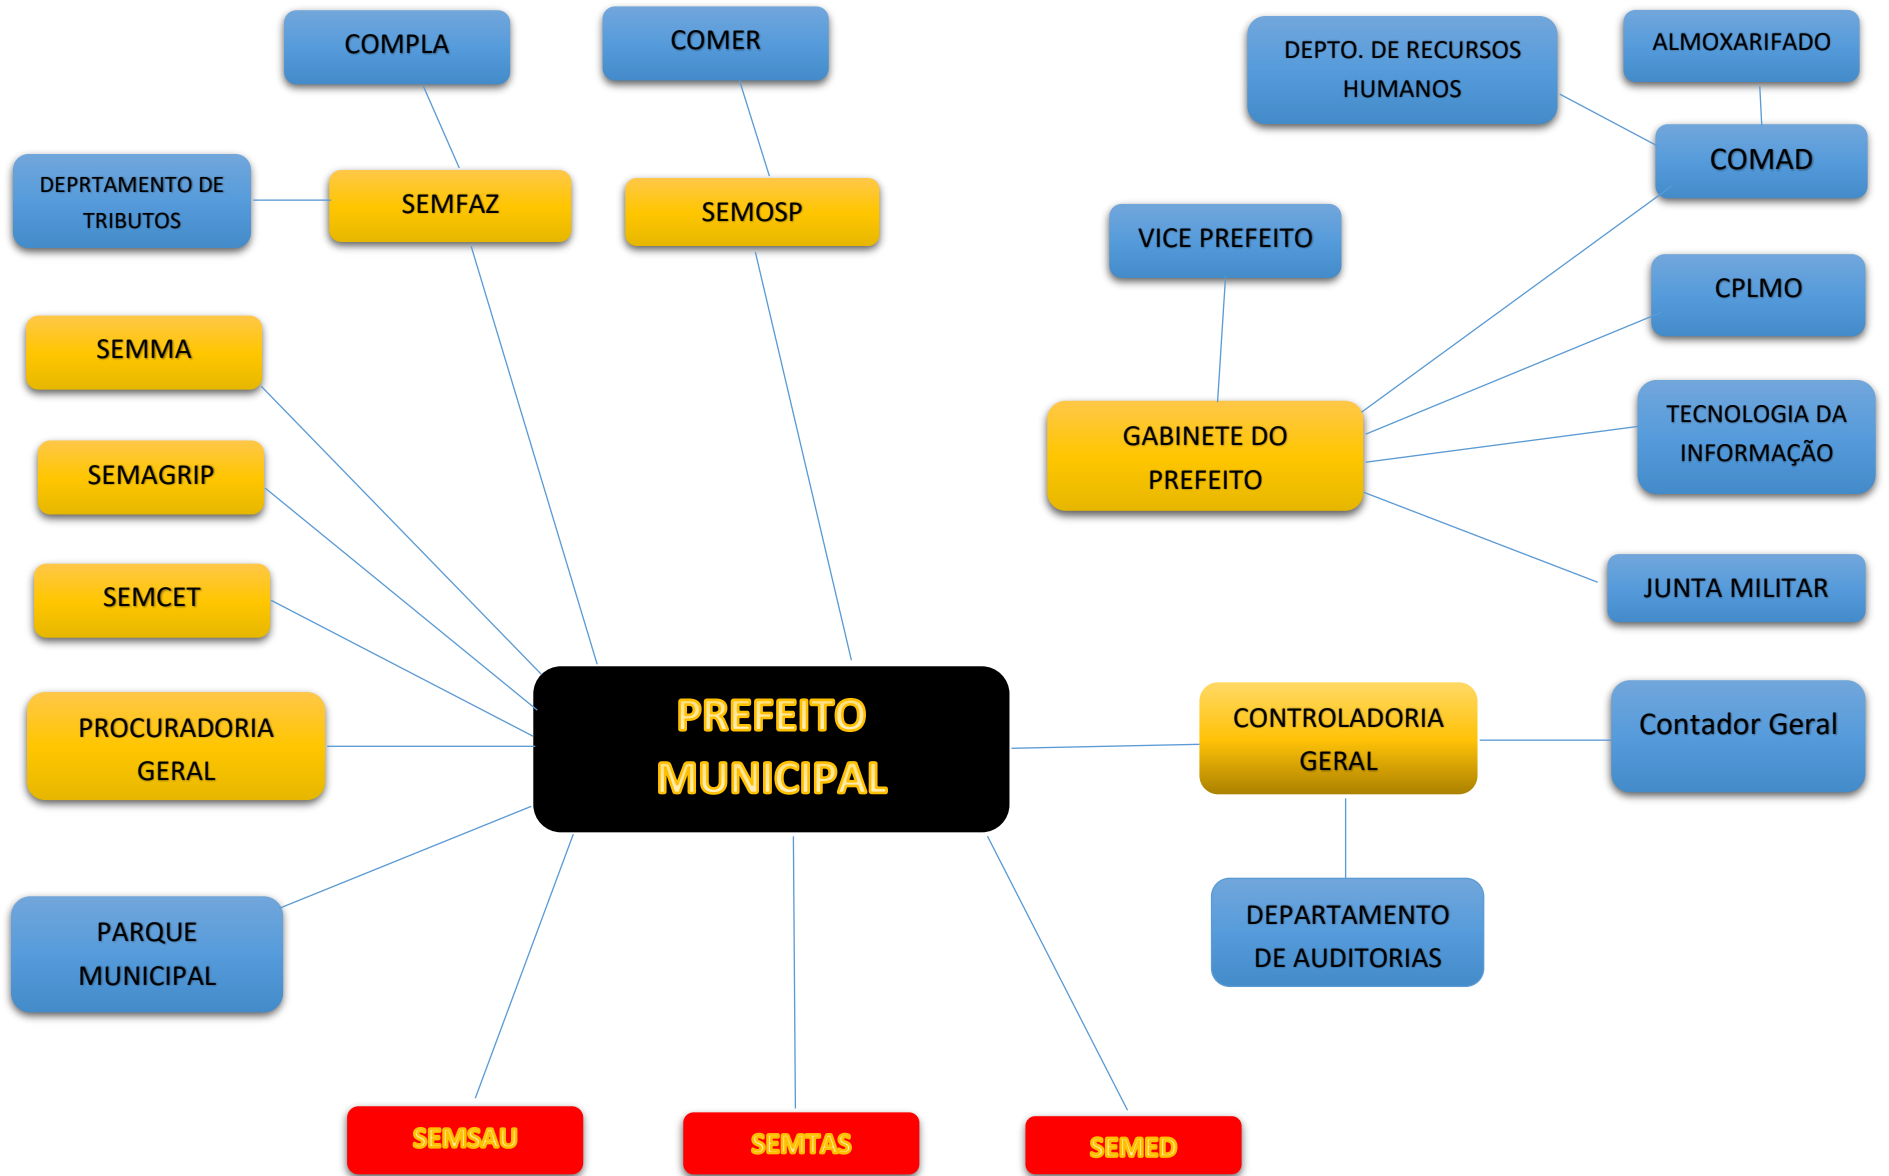 COMPLA
COMER
DEPTO. DE RECURSOS
HUMANOS
ALMOXARIFADO
COMAD
DEPRTAMENTO DE
TRIBUTOS
SEMFAZ
SEMOSP
VICE PREFEITO
CPLMO
SEMMA
TECNOLOGIA DA
INFORMAÇÃO
GABINETE DO
PREFEITO
SEMAGRIP
SEMCET
JUNTA MILITAR
PROCURADORIA
GERAL
PREFEITO
MUNICIPAL
CONTROLADORIA
GERAL
Contador Geral
PARQUE
MUNICIPAL
DEPARTAMENTO
DE AUDITORIAS
SEMSAU
SEMTAS
SEMED